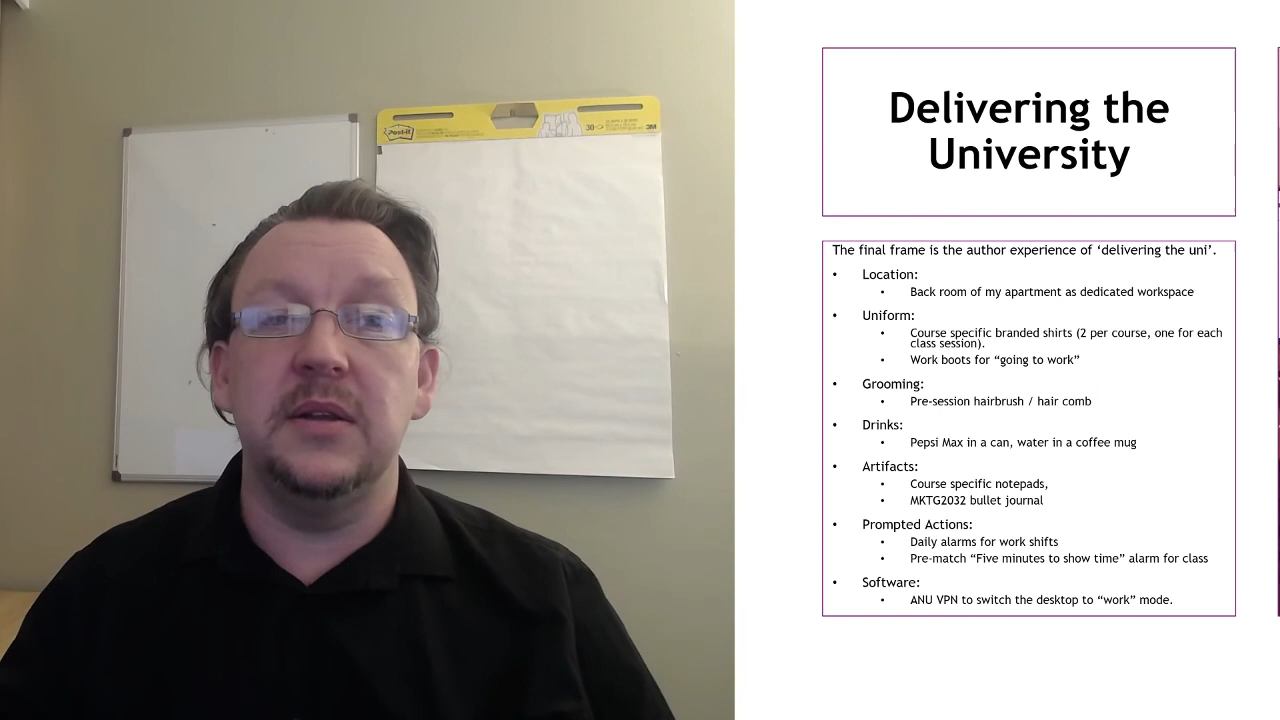 Post-it
30
3M
Delivering the
University
The final frame is the author experience of ‘delivering the uni’.
• Location:
• Back room of my apartment as dedicated workspace
• Uniform:
• Course specific branded shirts (2 per course, one for each
class session).
• Work boots for “going to work”
• Grooming:
• Pre-session hairbrush / hair comb
• Drinks:
• Pepsi Max in a can, water in a coffee mug
• Artifacts:
• Course specific notepads,
• MKTG2032 bullet journal
• Prompted Actions:
• Daily alarms for work shifts
• Pre-match “Five minutes to show time” alarm for class
• Software:
• ANU VPN to switch the desktop to “work” mode.